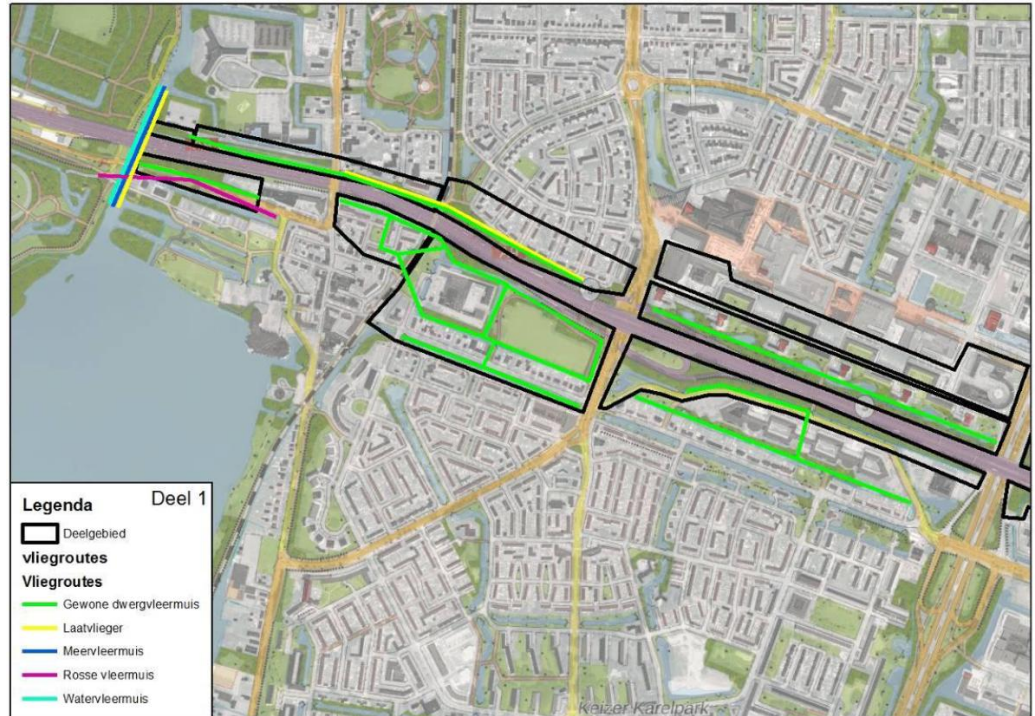 Legenda
Deel 1
Deelgebied
vliegroutes
Vliegroutes
Gewone dwergvleermuis
Laatvlieger
Meervleermuis
Rosse vleermuis
Watervleermuis
Keizer Karelpark